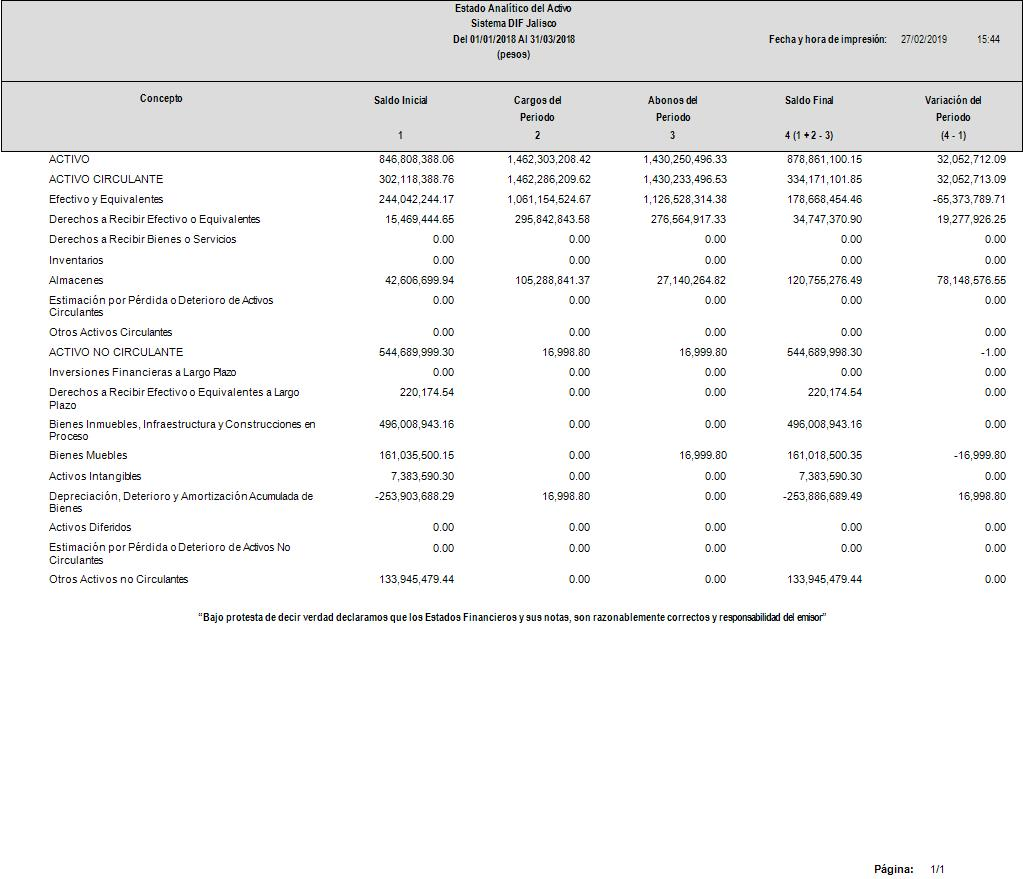 Estado Analítico del Activo
Sistema DIF Jalisco
Del 01/01/2018 Al 31/03/2018
(pesos)
Fecha y hora de impresión: 27/02/2019 15:44
Concepto Saldo Inicial Cargos del Abonos del Saldo Final Variación del
Periodo Periodo Periodo
1 2 3 4 (1 + 2 - 3) (4 - 1)
ACTIVO 846,808,388.06 1,462,303,208.42 1,430,250,496.33 878,861,100.15 32,052,712.09
ACTIVO CIRCULANTE 302,118,388.76 1,462,286,209.62 1,430,233,496.53 334,171,101.85 32,052,713.09
Efectivo y Equivalentes 244,042,244.17 1,061,154,524.67 1,126,528,314.38 178,668,454.46 -65,373,789.71
Derechos a Recibir Efectivo o Equivalentes 15,469,444.65 295,842,843.58 276,564,917.33 34,747,370.90 19,277,926.25
Derechos a Recibir Bienes o Servicios 0.00 0.00 0.00 0.00 0.00
Inventarios 0.00 0.00 0.00 0.00 0.00
Almacenes 42,606,699.94 105,288,841.37 27,140,264.82 120,755,276.49 78,148,576.55
Estimación por Pérdida o Deterioro de Activos 0.00 0.00 0.00 0.00 0.00
Circulantes
Otros Activos Circulantes 0.00 0.00 0.00 0.00 0.00
ACTIVO NO CIRCULANTE 544,689,999.30 16,998.80 16,999.80 544,689,998.30 -1.00
Inversiones Financieras a Largo Plazo 0.00 0.00 0.00 0.00 0.00
Derechos a Recibir Efectivo o Equivalentes a Largo 220,174.54 0.00 0.00 220,174.54 0.00
Plazo
Bienes Inmuebles, Infraestructura y Construcciones en 496,008,943.16 0.00 0.00 496,008,943.16 0.00
Proceso
Bienes Muebles 161,035,500.15 0.00 16,999.80 161,018,500.35 -16,999.80
Activos Intangibles 7,383,590.30 0.00 0.00 7,383,590.30 0.00
Depreciación, Deterioro y Amortización Acumulada de -253,903,688.29 16,998.80 0.00 -253,886,689.49 16,998.80
Bienes
Activos Diferidos 0.00 0.00 0.00 0.00 0.00
Estimación por Pérdida o Deterioro de Activos No 0.00 0.00 0.00 0.00 0.00
Circulantes
Otros Activos no Circulantes 133,945,479.44 0.00 0.00 133,945,479.44 0.00
“Bajo protesta de decir verdad declaramos que los Estados Financieros y sus notas, son razonablemente correctos y responsabilidad del emisor”
Página: 1/1